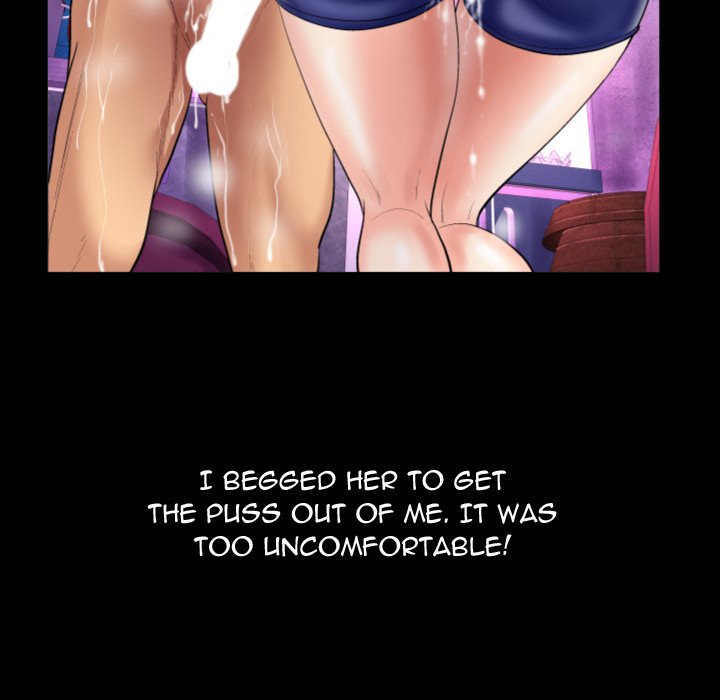 I BEGGED HER TO GET
THE PUSS OUT OF ME. IT WAS
TOO UNCOMFORTABLE!